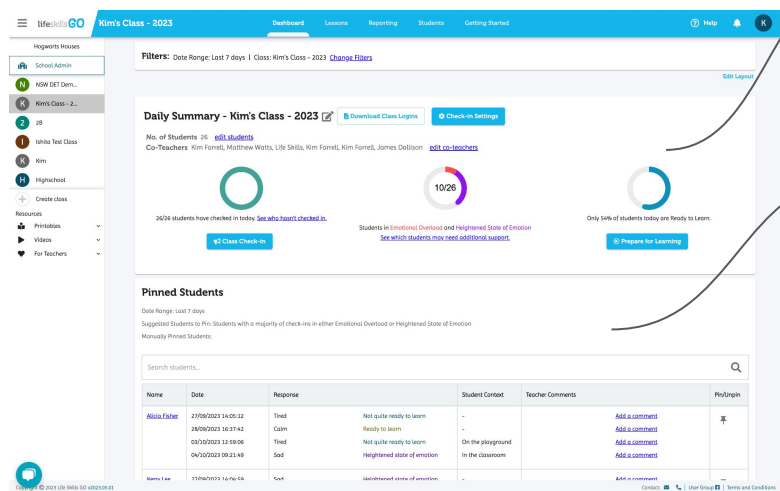 lifeskillsGO
Kim's Class - 2023
Dashboard
Lessons
Reporting
Students
Getting Started
Help
K
Hogwarts Houses
School Admin
N NSW DET Dem...
K Kim's Class - 2...
2 2B
I Ishita Test Class
K Kim
H Highschool
Create class
Resources
Printables
Videos
For Teachers
Filters: Date Range: Last 7 days | Class: Kim's Class - 2023 Change Filters
Edit Layout
Daily Summary - Kim's Class - 2023
Download Class Logins
Check-in Settings
No. of Students 26 edit students
Co-Teachers Kim Farrell, Matthew Watts, Life Skills, Kim Farrell, Kim Farrell, James Dallison edit co-teachers
26/26 students have checked in today. See who hasn't checked in.
Class Check-in
10/26
Students in Emotional Overload and Heightened State of Emotion
See which students may need additional support.
Only 54% of students today are Ready to Learn.
Prepare for Learning
Pinned Students
Date Range: Last 7 days
Suggested Students to Pin: Students with a majority of check-ins in either Emotional Overload or Heightened State of Emotion
Manually Pinned Students:
Search students...
Name Date Response Student Context Teacher Comments Pin/Unpin
Alicia Fisher 27/09/2023 14:05:12 Tired Not quite ready to learn - Add a comment
28/09/2023 16:37:42 Calm Ready to learn - Add a comment
03/10/2023 12:59:06 Tired Not quite ready to learn On the playground Add a comment
04/10/2023 09:21:49 Sad Heightened state of emotion In the classroom Add a comment
Kerry Lee 27/09/2023 14:04:59 Sad Heightened state of emotion - Add a comment
Copyright © 2023 Life Skills GO v2023.09.01
Contact: | User Group | Terms and Conditions